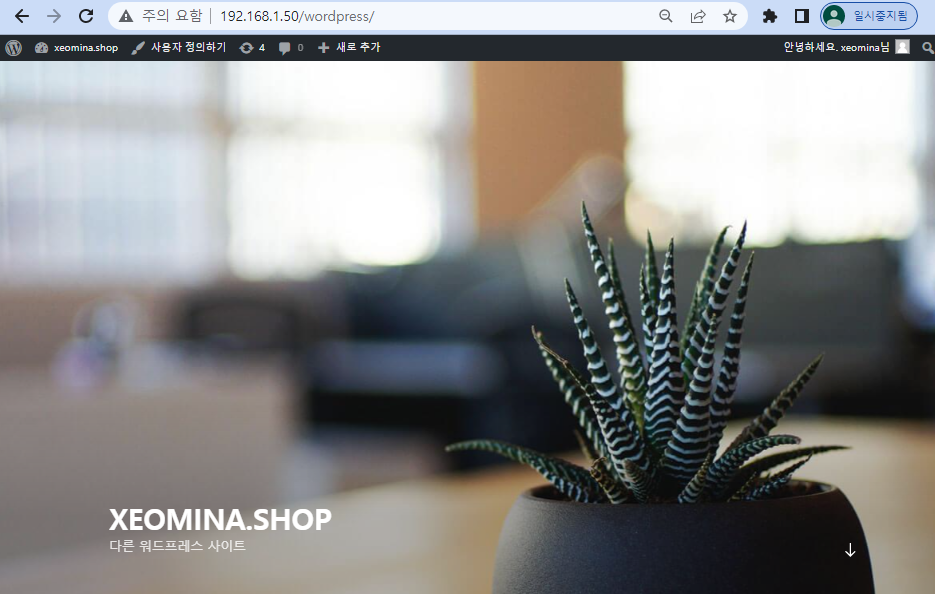 주의 요함 192.168.1.50/wordpress/
일시중지됨
xeomina.shop 사용자 정의하기 4 0 새로 추가
안녕하세요. xeomina님
XEOMINA.SHOP
다른 워드프레스 사이트